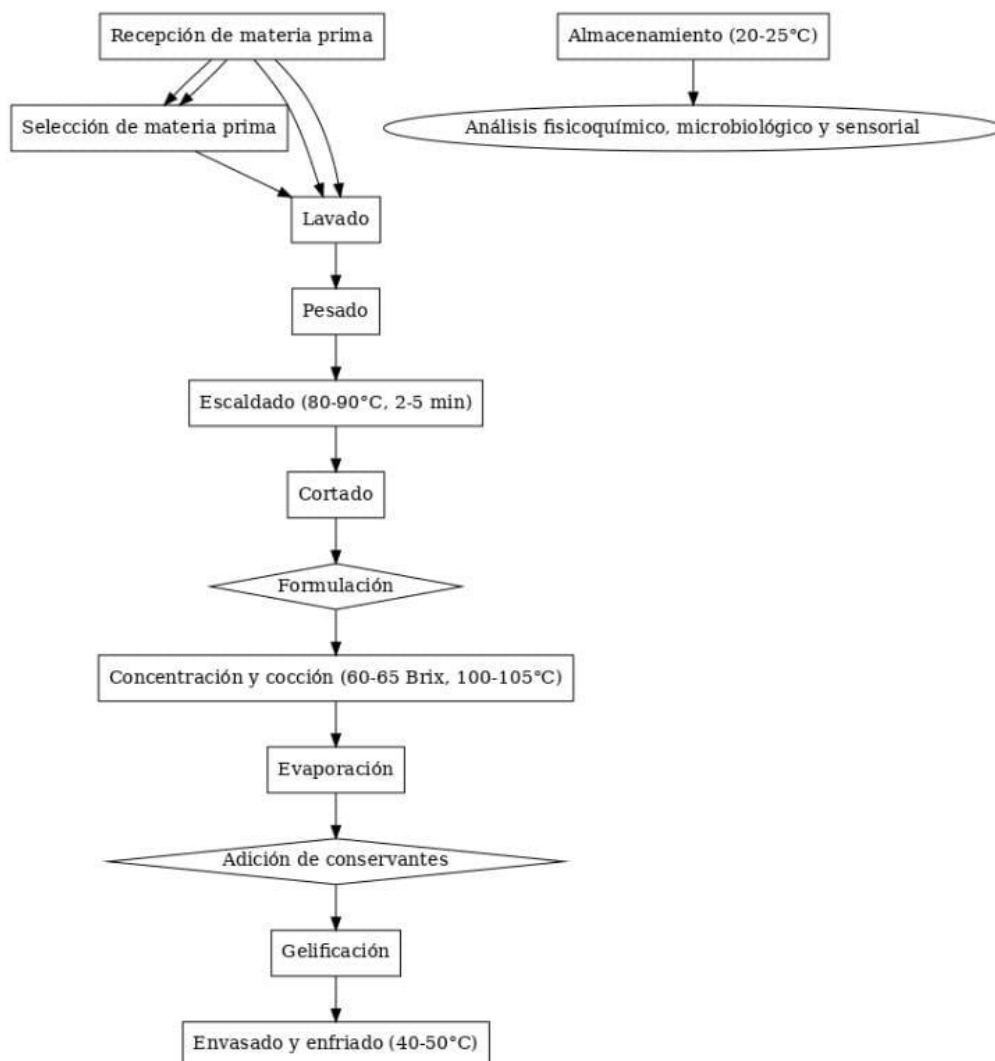 Recepción de materia prima
Almacenamiento (20-25°C)
Selección de materia prima
Análisis fisicoquímico, microbiológico y sensorial
Lavado
Pesado
Escaldado (80-90°C, 2-5 min)
Cortado
Formulación
Concentración y cocción (60-65 Brix, 100-105°C)
Evaporación
Adición de conservantes
Gelificación
Envasado y enfriado (40-50°C)